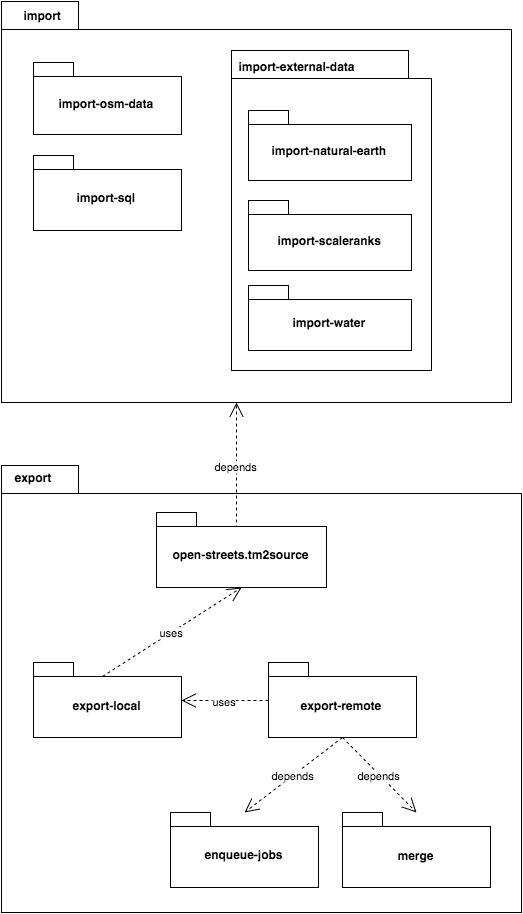 import
import-external-data
import-osm-data
import-natural-earth
import-sql
import-scaleranks
import-water
depends
export
open-streets.tm2source
uses
export-local
uses
export-remote
depends
depends
enqueue-jobs
merge